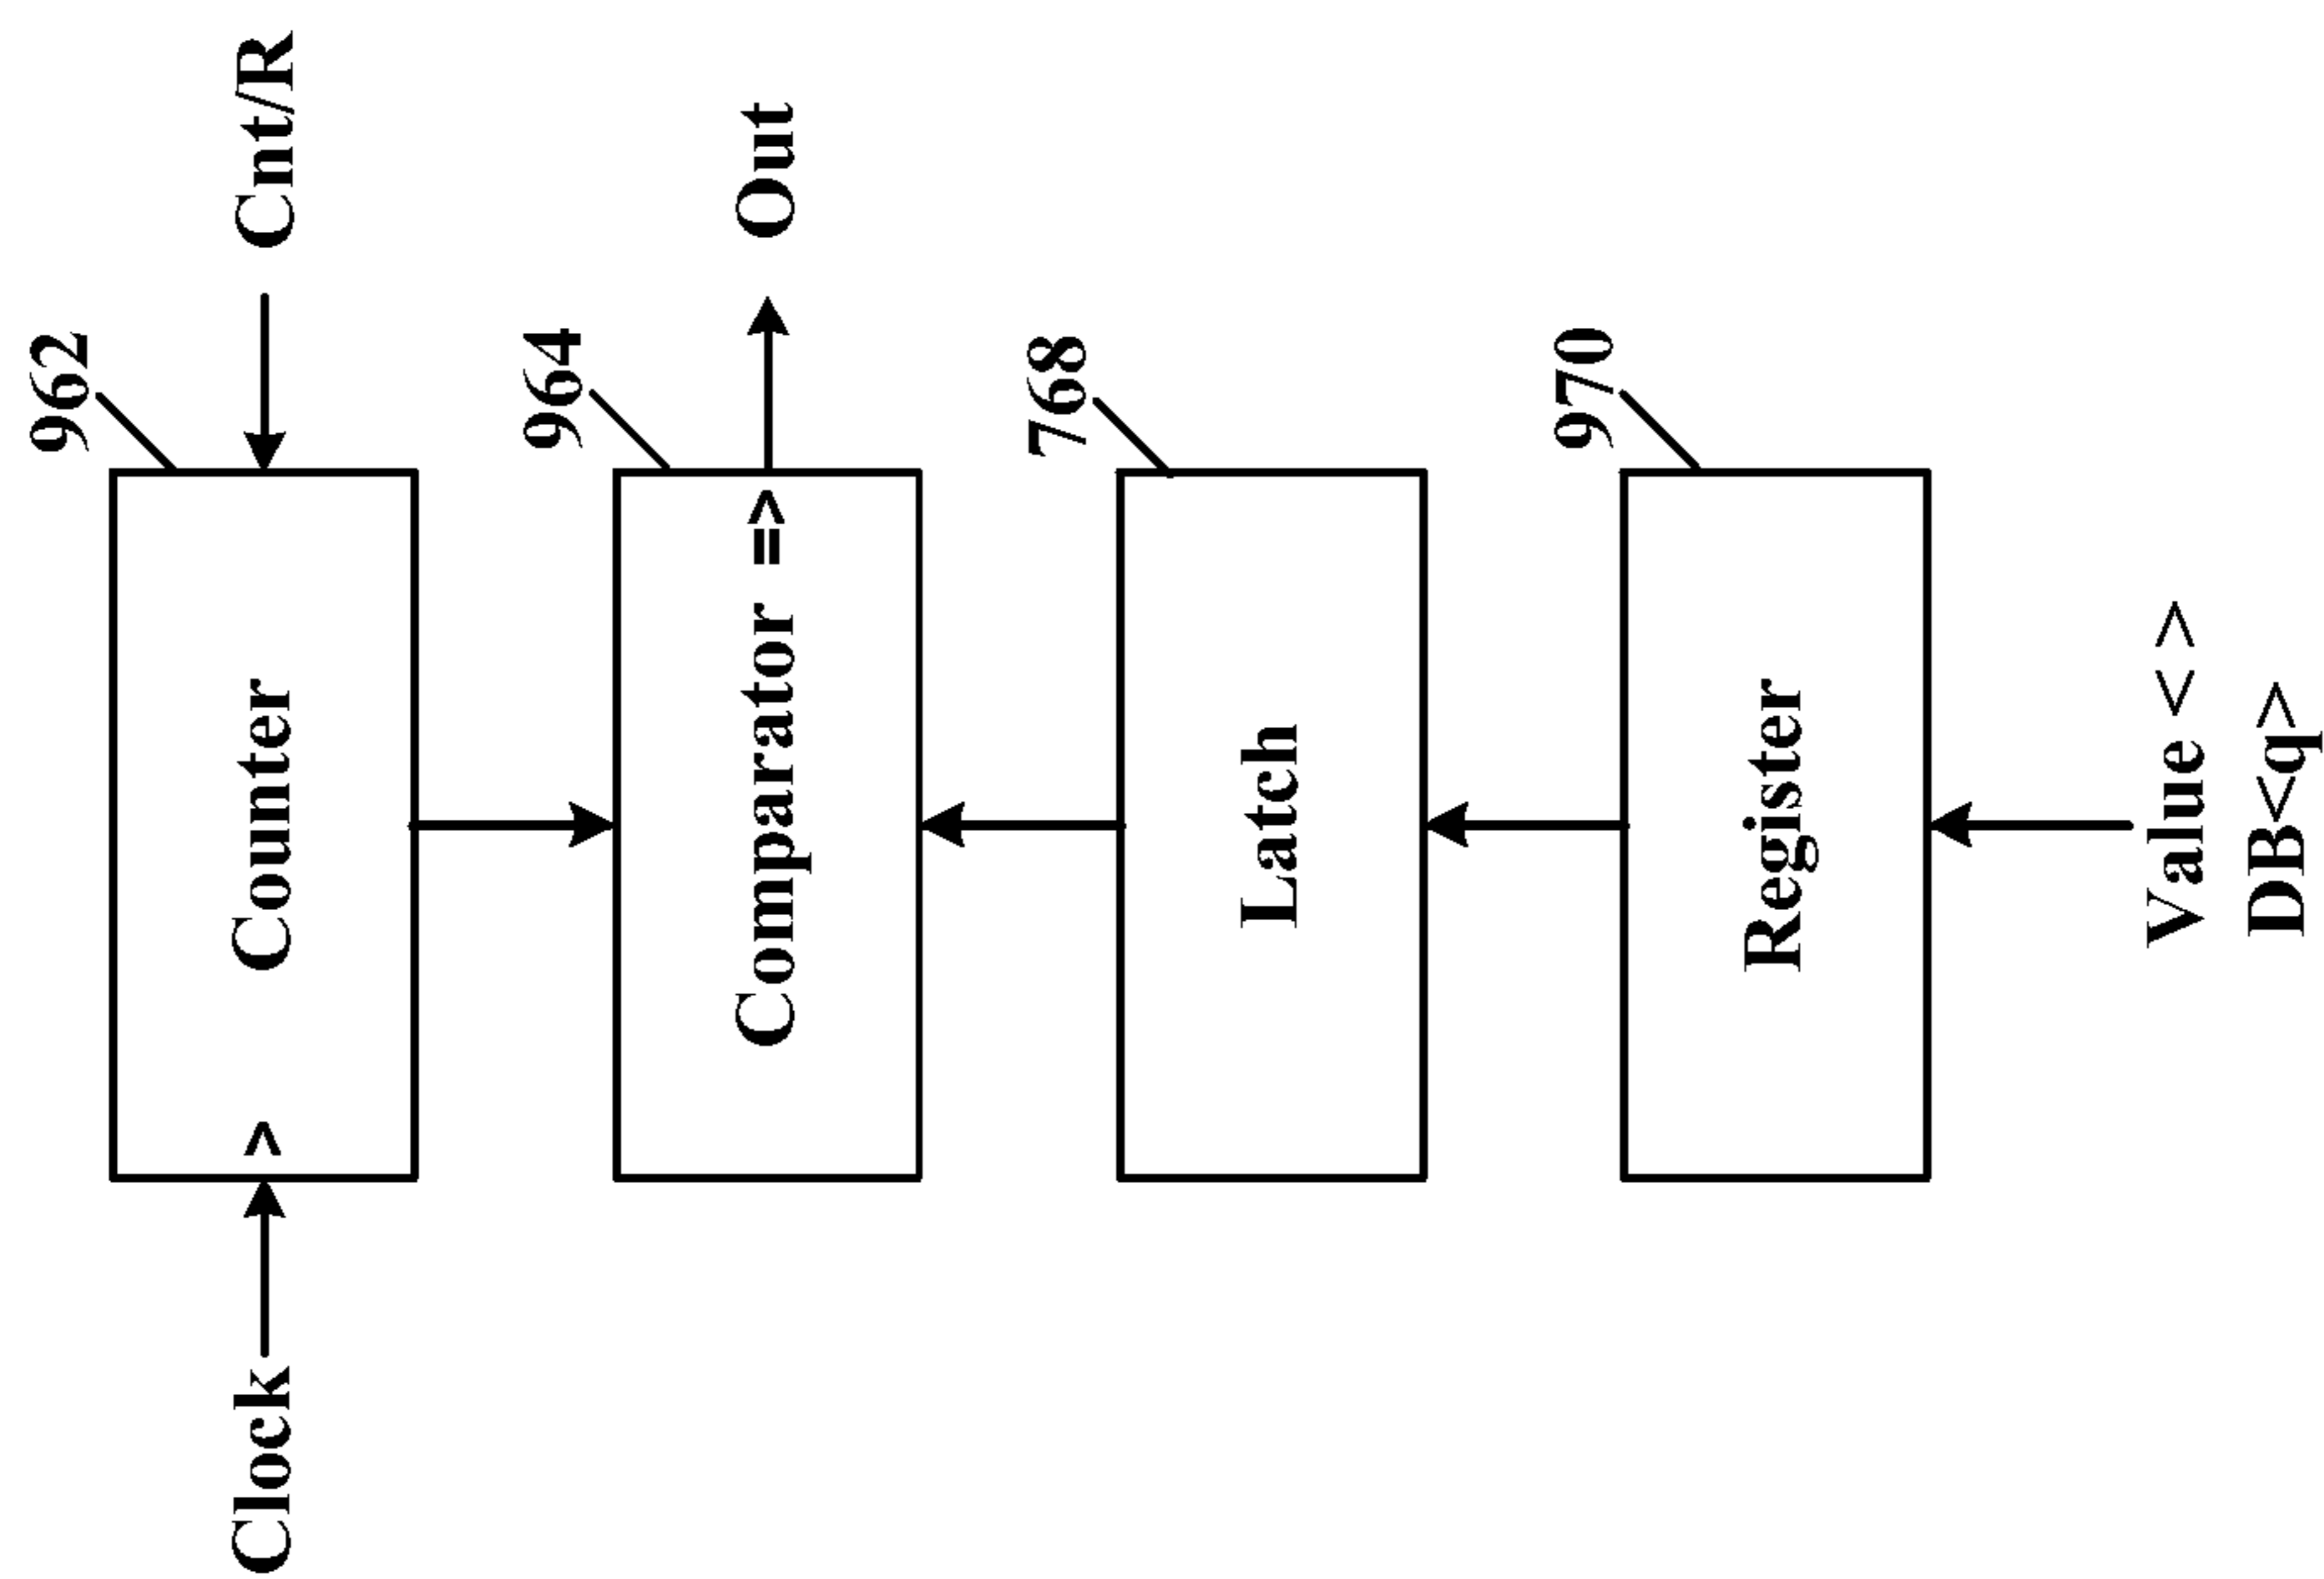 962
Clock > Counter Cnt/R
964
Comparator => Out
768
Latch
970
Register
Value < >
DB<q>